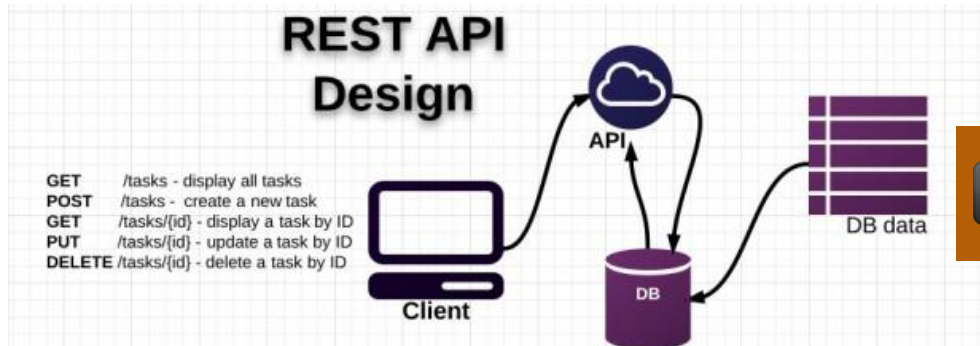 REST API
Design
API
GET /tasks - display all tasks
POST /tasks - create a new task
GET /tasks/{id} - display a task by ID
PUT /tasks/{id} - update a task by ID
DELETE /tasks/{id} - delete a task by ID
Client
DB
DB data